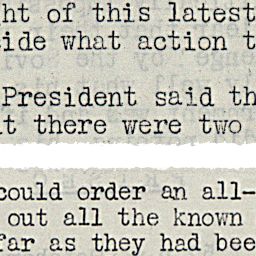 ht of this latest
ide what action t
President said th
t there were two
could order an all-
out all the known
far as they had bee